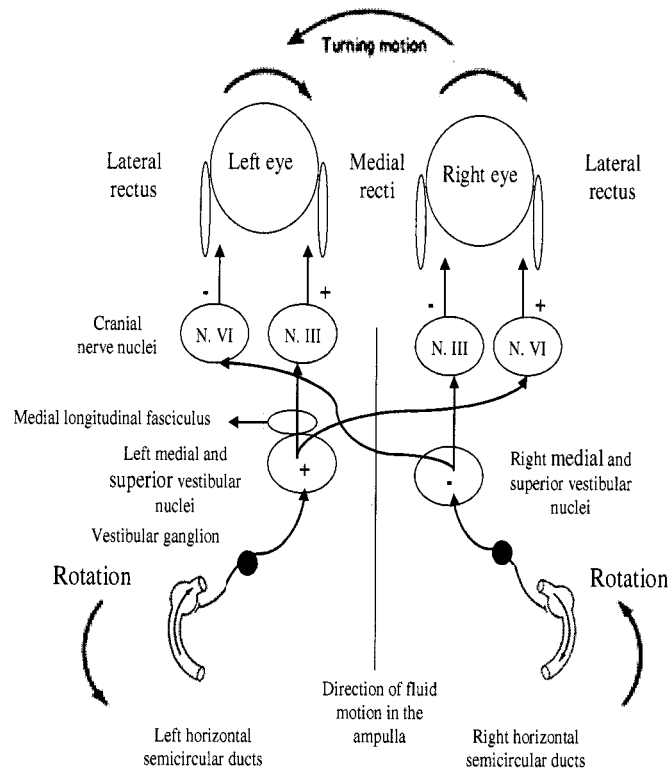 Turning motion
Left eye
Right eye
Lateral
rectus
Medial
recti
Lateral
rectus
-
+
-
+
Cranial
nerve nuclei
N. VI
N. III
N. III
N. VI
Medial longitudinal fasciculus
Left medial and
superior vestibular
nuclei
+
-
Right medial and
superior vestibular
nuclei
Vestibular ganglion
Rotation
Rotation
Direction of fluid
motion in the
ampulla
Left horizontal
semicircular ducts
Right horizontal
semicircular ducts